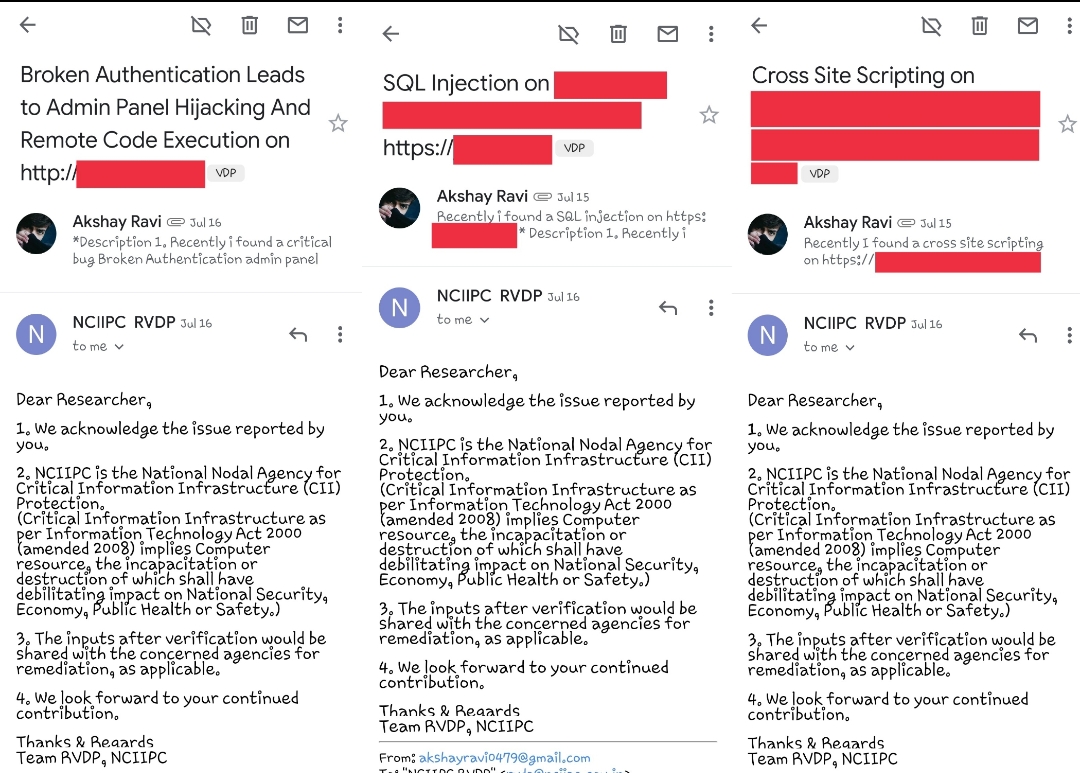 Broken Authentication Leads
to Admin Panel Hijacking And
Remote Code Execution on
http:// VDP
Akshay Ravi Jul 16
*Description 1. Recently i found a critical
bug Broken Authentication admin panel
N
NCIIPC RVDP Jul 16
to me
Dear Researcher,
1. We acknowledge the issue reported by
you.
2. NCIIPC is the National Nodal Agency for
Critical Information Infrastructure (CII)
Protection.
(Critical Information Infrastructure as
per Information Technology Act 2000
(amended 2008) implies Computer
resource, the incapacitation or
destruction of which shall have
debilitating impact on National Security,
Economy, Public Health or Safety.)
3. The inputs after verification would be
shared with the concerned agencies for
remediation, as applicable.
4. We look forward to your continued
contribution.
Thanks & Regards
Team RVDP, NCIIPC
SQL Injection on
https:// VDP
Akshay Ravi Jul 15
Recently i found a SQL injection on https:
* Description 1. Recently i
N
NCIIPC RVDP Jul 16
to me
Dear Researcher,
1. We acknowledge the issue reported by
you.
2. NCIIPC is the National Nodal Agency for
Critical Information Infrastructure (CII)
Protection.
(Critical Information Infrastructure as
per Information Technology Act 2000
(amended 2008) implies Computer
resource, the incapacitation or
destruction of which shall have
debilitating impact on National Security,
Economy, Public Health or Safety.)
3. The inputs after verification would be
shared with the concerned agencies for
remediation, as applicable.
4. We look forward to your continued
contribution.
Thanks & Regards
Team RVDP, NCIIPC
From: akshayravi0479@gmail.com
To: "NCIIPC RVDP"
Cross Site Scripting on
VDP
Akshay Ravi Jul 15
Recently I found a cross site scripting
on https://
N
NCIIPC RVDP Jul 16
to me
Dear Researcher,
1. We acknowledge the issue reported by
you.
2. NCIIPC is the National Nodal Agency for
Critical Information Infrastructure (CII)
Protection.
(Critical Information Infrastructure as
per Information Technology Act 2000
(amended 2008) implies Computer
resource, the incapacitation or
destruction of which shall have
debilitating impact on National Security,
Economy, Public Health or Safety.)
3. The inputs after verification would be
shared with the concerned agencies for
remediation, as applicable.
4. We look forward to your continued
contribution.
Thanks & Regards
Team RVDP, NCIIPC